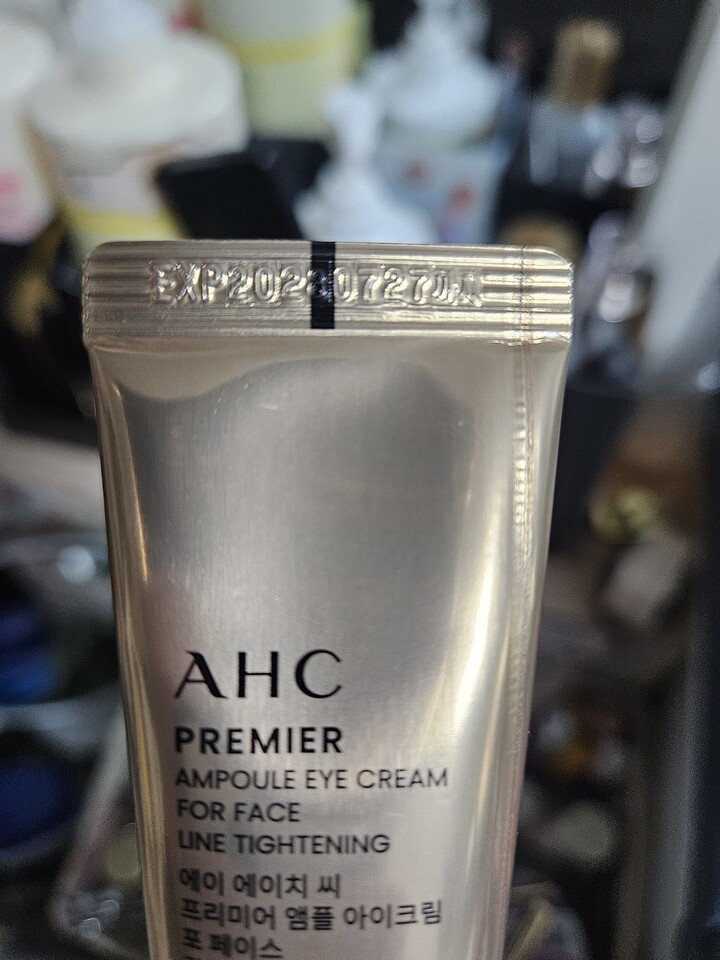 AHC
PREMIER
AMPOULE EYE CREAM
FOR FACE
LINE TIGHTENING
에이 에이치 씨
프리미어 앰플 아이크림
포 페이스